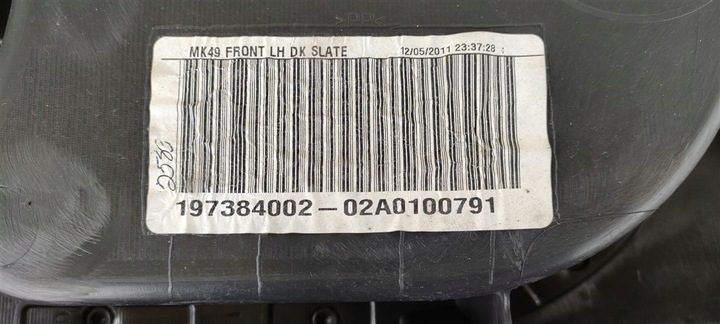 MK49 FRONT LH DK SLATE 12/05/2011 23:37:28
197384002-02A0100791